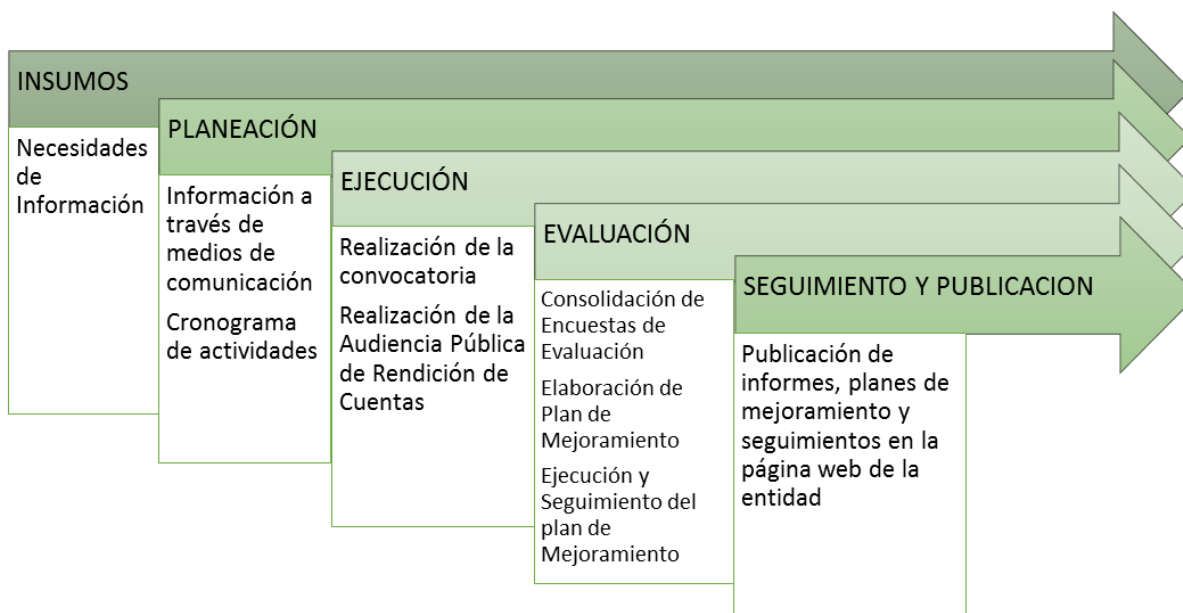 INSUMOS
Necesidades
de
Información
PLANEACIÓN
Información a
través de
medios de
comunicación
Cronograma
de actividades
EJECUCIÓN
Realización de la
convocatoria
Realización de la
Audiencia Pública
de Rendición de
Cuentas
EVALUACIÓN
Consolidación de
Encuestas de
Evaluación
Elaboración de
Plan de
Mejoramiento
Ejecución y
Seguimiento del
plan de
Mejoramiento
SEGUIMIENTO Y PUBLICACION
Publicación de
informes, planes de
mejoramiento y
seguimientos en la
página web de la
entidad